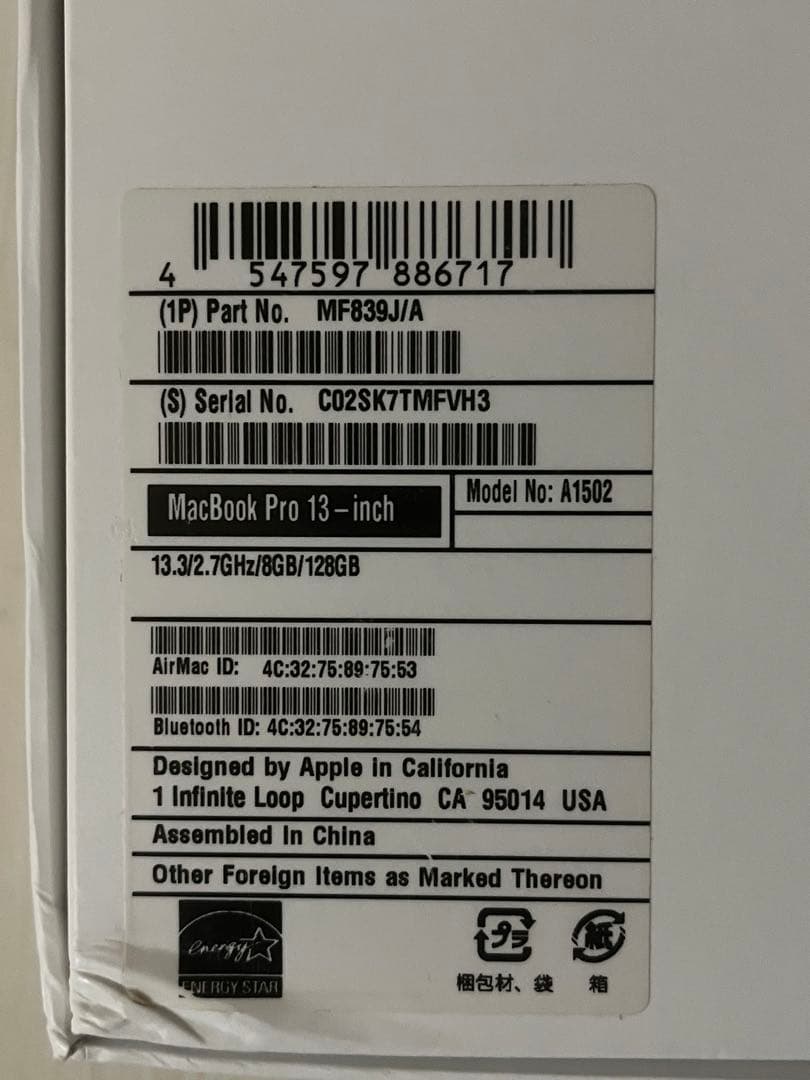 4 547597 886717
(1P) Part No. MF839J/A
(S) Serial No. C02SK7TMFVH3
MacBook Pro 13-inch
Model No: A1502
13.3/2.7GHz/8GB/128GB
AirMac ID: 4C:32:75:89:75:53
Bluetooth ID: 4C:32:75:89:75:54
Designed by Apple in California
1 Infinite Loop Cupertino CA 95014 USA
Assembled in China
Other Foreign Items as Marked Thereon
energy
ENERGY STAR
プラ
紙
梱包材、袋
箱